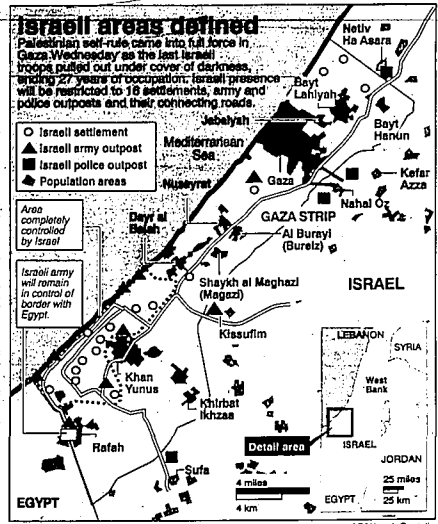 Israeli areas defined
Palestinian self-rule came into full force in
Gaza Wednesday as the last Israeli
troops pulled out under cover of darkness,
ending 27 years of occupation. Israeli presence
will be restricted to 16 settlements, army and
police outposts and their connecting roads.
Israeli settlement
Israeli army outpost
Israeli police outpost
Population areas
Netiv
Ha Asara
Bayt
Lahiyah
Jabalyah
Mediterranean
Sea
Bayt
Hanun
Gaza
Kefar
Azza
Nuseyrat
Nahal Oz
Area
completely
controlled
by Israel
Dayr al
Balah
GAZA STRIP
Al Burayj
(Bureiz)
Israeli army
will remain
in control of
border with
Egypt.
Shaykh al Maghazi
(Magazi)
ISRAEL
Kissufim
LEBANON
SYRIA
West
Bank
Khan
Yunus
Khirbat
Ikhzaa
Detail area
ISRAEL
Rafah
JORDAN
Sufa
4 miles
4 km
EGYPT
25 miles
25 km
EGYPT